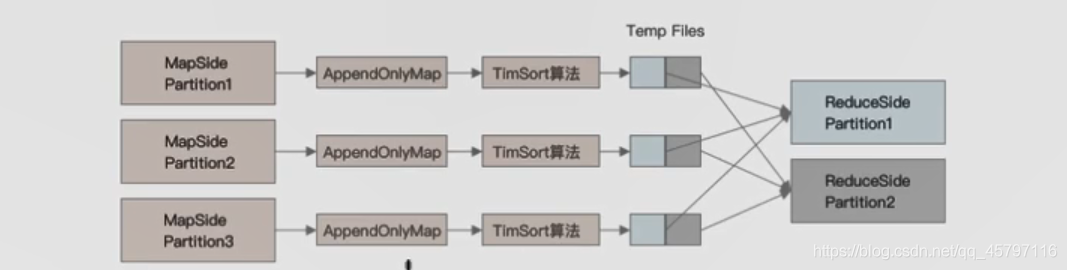 Temp Files
MapSide
Partition1
AppendOnlyMap
TimSort算法
MapSide
Partition2
AppendOnlyMap
TimSort算法
MapSide
Partition3
AppendOnlyMap
TimSort算法
ReduceSide
Partition1
ReduceSide
Partition2
https://blog.csdn.net/qq_45797116